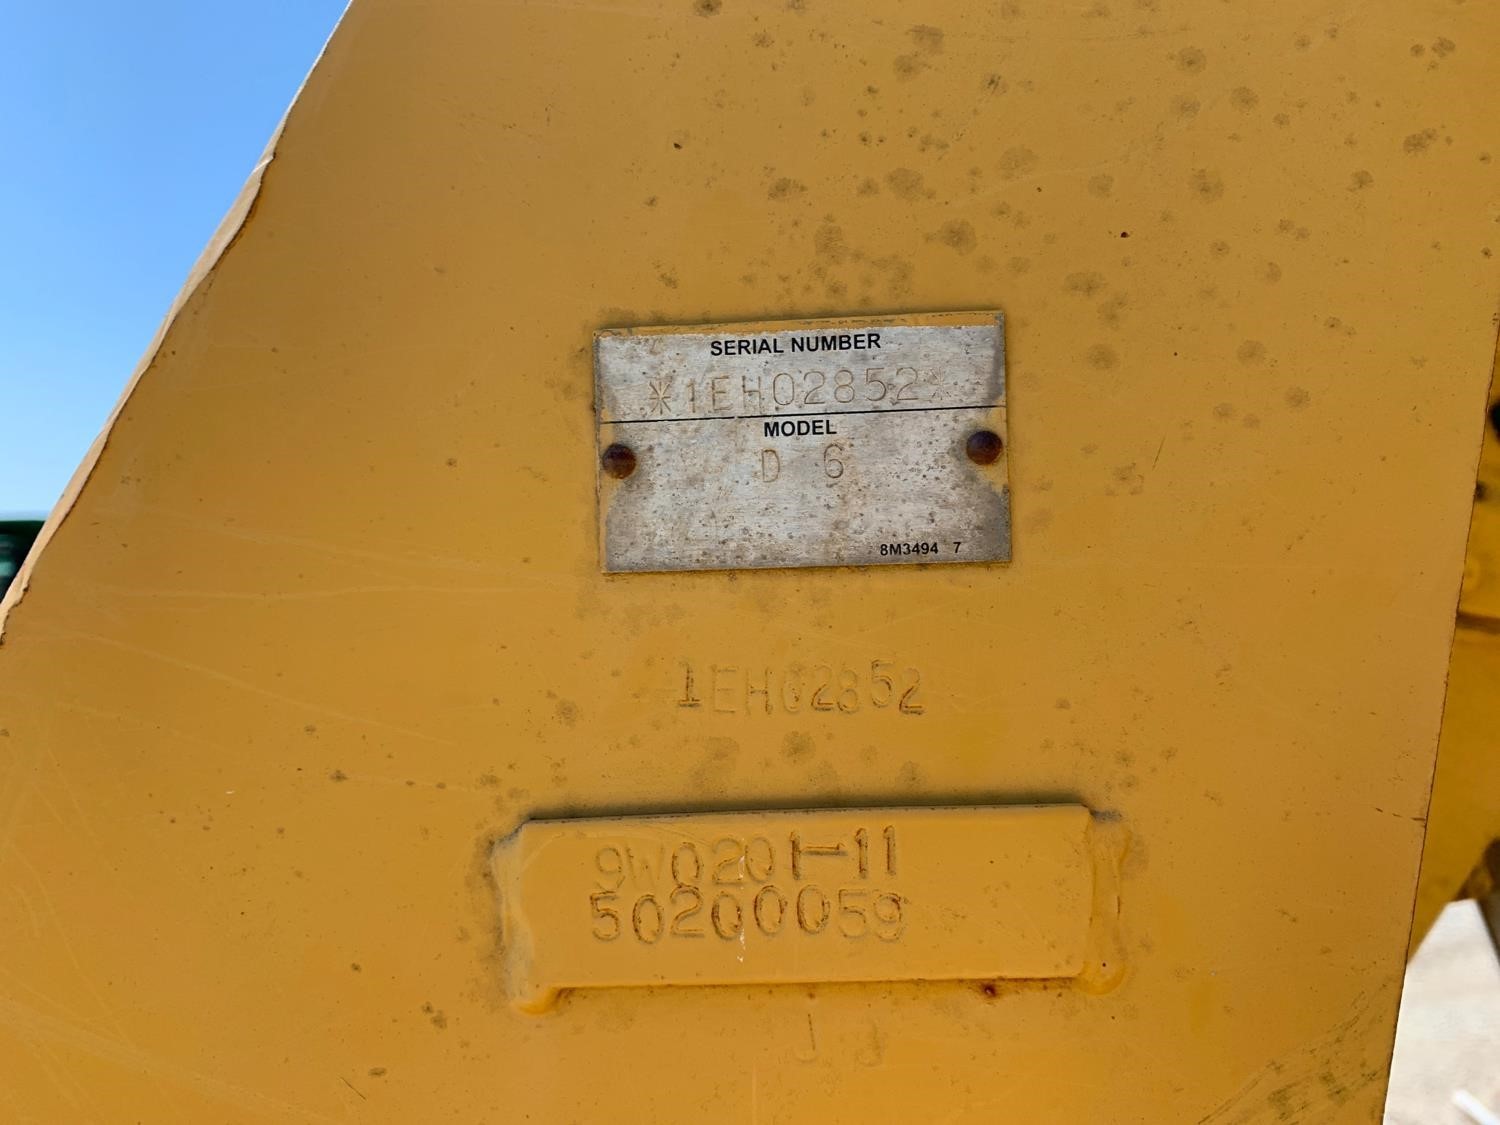 SERIAL NUMBER
*1EH02852*
MODEL
D 6
8M3494 7
1EH02852
9W0201-11
50200059
J J